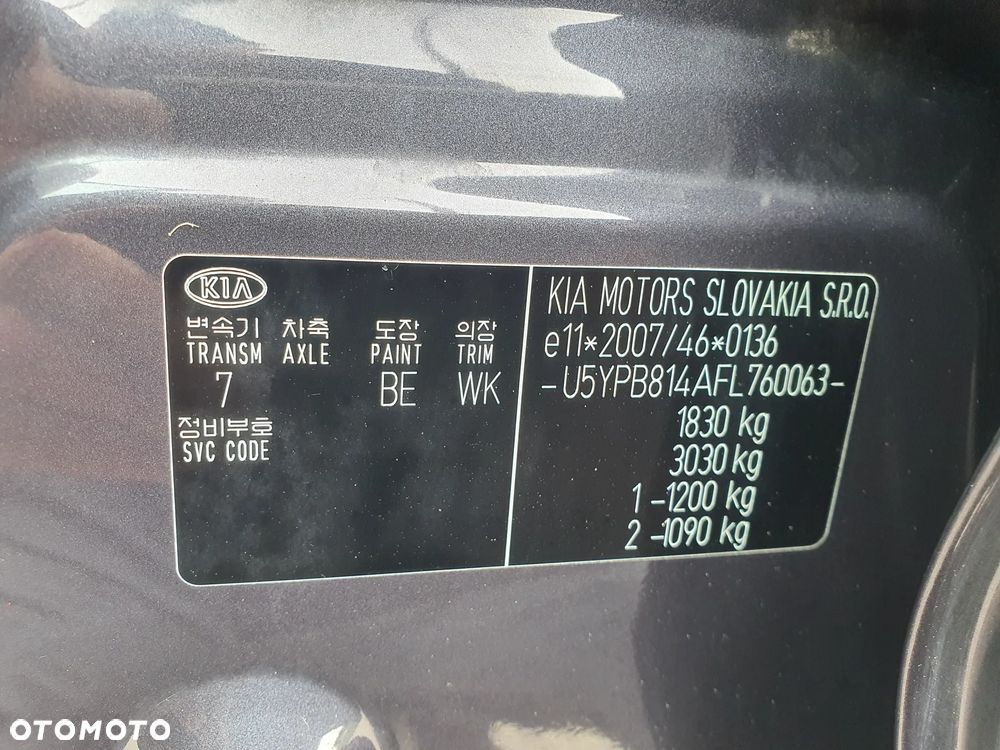 KIA
변속기 차축 도장 의장
TRANSM AXLE PAINT TRIM
7 BE WK
정비부호
SVC CODE
KIA MOTORS SLOVAKIA S.R.O.
e11*2007/46*0136
-U5YPB814AFL760063-
1830 kg
3030 kg
1 -1200 kg
2 -1090 kg
OTOMOTO